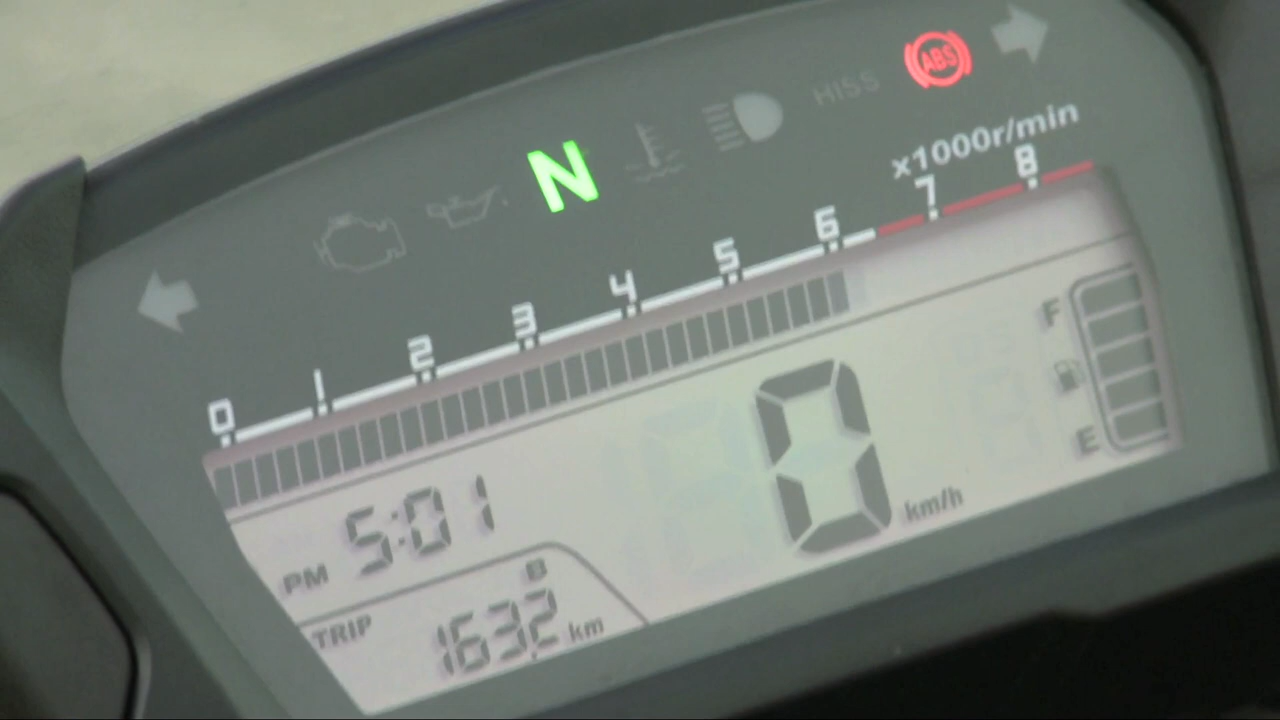 HISS
ABS
N
x1000r/min
0 1 2 3 4 5 6 7 8
F
E
PM 5:01
0 km/h
TRIP B
163.2 km